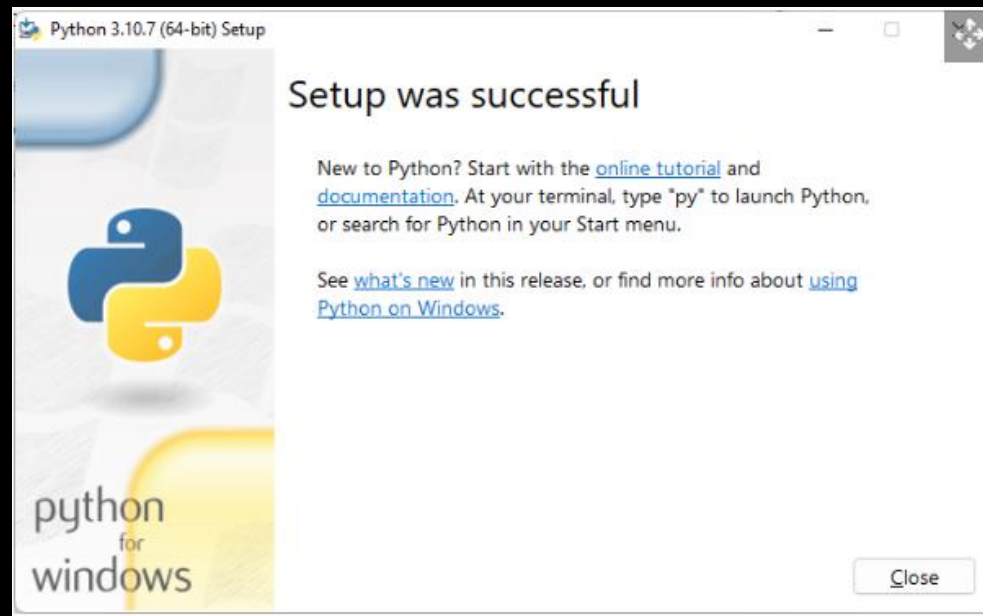 Python 3.10.7 (64-bit) Setup
Setup was successful
New to Python? Start with the online tutorial and
documentation. At your terminal, type "py" to launch Python,
or search for Python in your Start menu.
See what's new in this release, or find more info about using
Python on Windows.
python
for
windows
Close